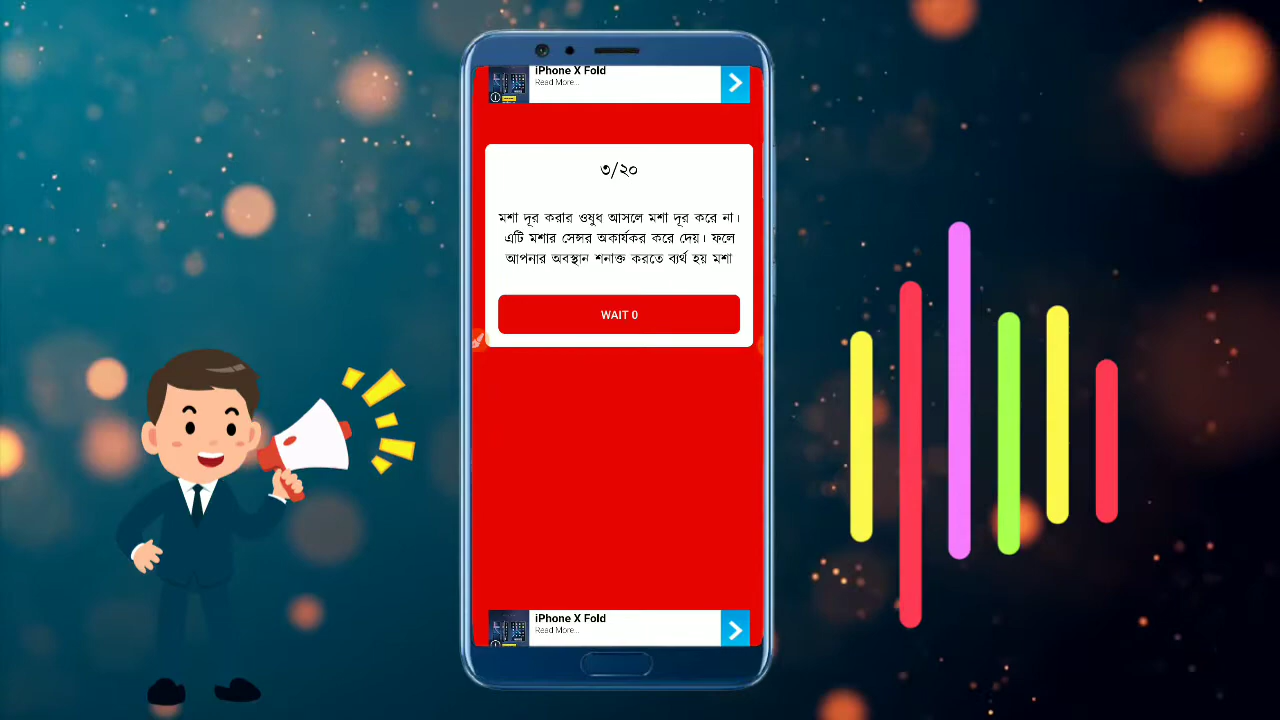 iPhone X Fold
Read More...
৩/২০
মশা দূর করার ওষুধ আসলে মশা দূর করে না।
এটি মশার সেন্সর অকার্যকর করে দেয়। ফলে
আপনার অবস্থান শনাক্ত করতে ব্যর্থ হয় মশা
WAIT 0
iPhone X Fold
Read More...